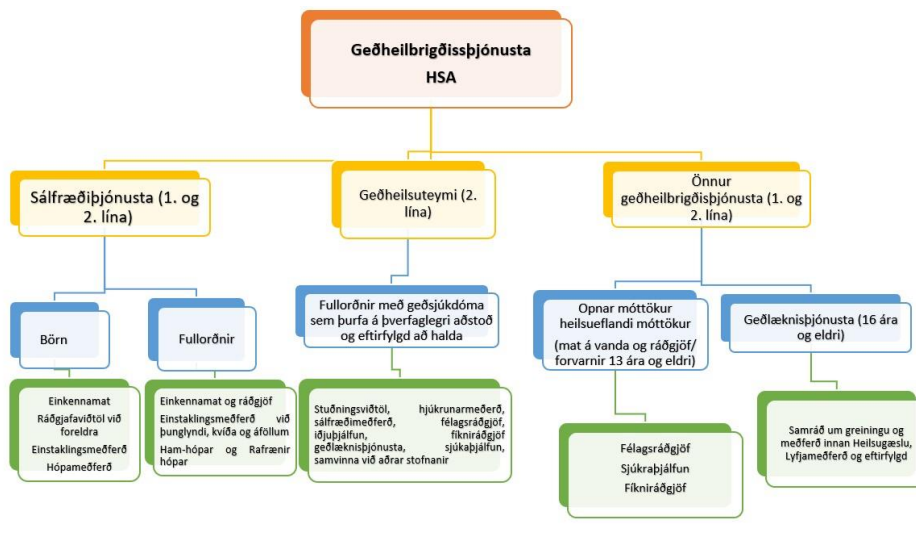 Geðheilbrigðissþjónusta
HSA
Sálfræðiþjónusta (1. og
2. lína)
Geðheilsuteymi (2.
lína)
Önnur
geðheilbrigðisþjónusta (1. og
2. lína)
Börn
Fullorðnir
Fullorðnir með geðsjúkdóma
sem þurfa á þverfaglegri aðstoð
og eftirfylgd að halda
Opnar móttökur
heilsueflandi móttökur
(mat á vanda og ráðgjöf/
forvarnir 13 ára og eldri)
Geðlæknisþjónusta (16 ára
og eldri)
Einkennamat
Ráðgjafaviðtöl við
foreldra
Einstaklingsmeðferð
Hópameðferð
Einkennamat og ráðgjöf
Einstaklingsmeðferð við
þunglyndi, kvíða og áföllum
Ham-hópar og Rafrænir
hópar
Stuðningsviðtöl, hjúkrunarmeðerð,
sálfræðimeðferð, félagsráðgjöf,
iðjuþjálfun, fíkniráðgjöf
geðlæknisþjónusta, sjúkaþjálfun,
samvinna við aðrar stofnanir
Félagsráðgjöf
Sjúkraþjálfun
Fíkniráðgjöf
Samráð um greiningu og
meðferð innan Heilsugæslu,
Lyfjameðferð og eftirfylgd